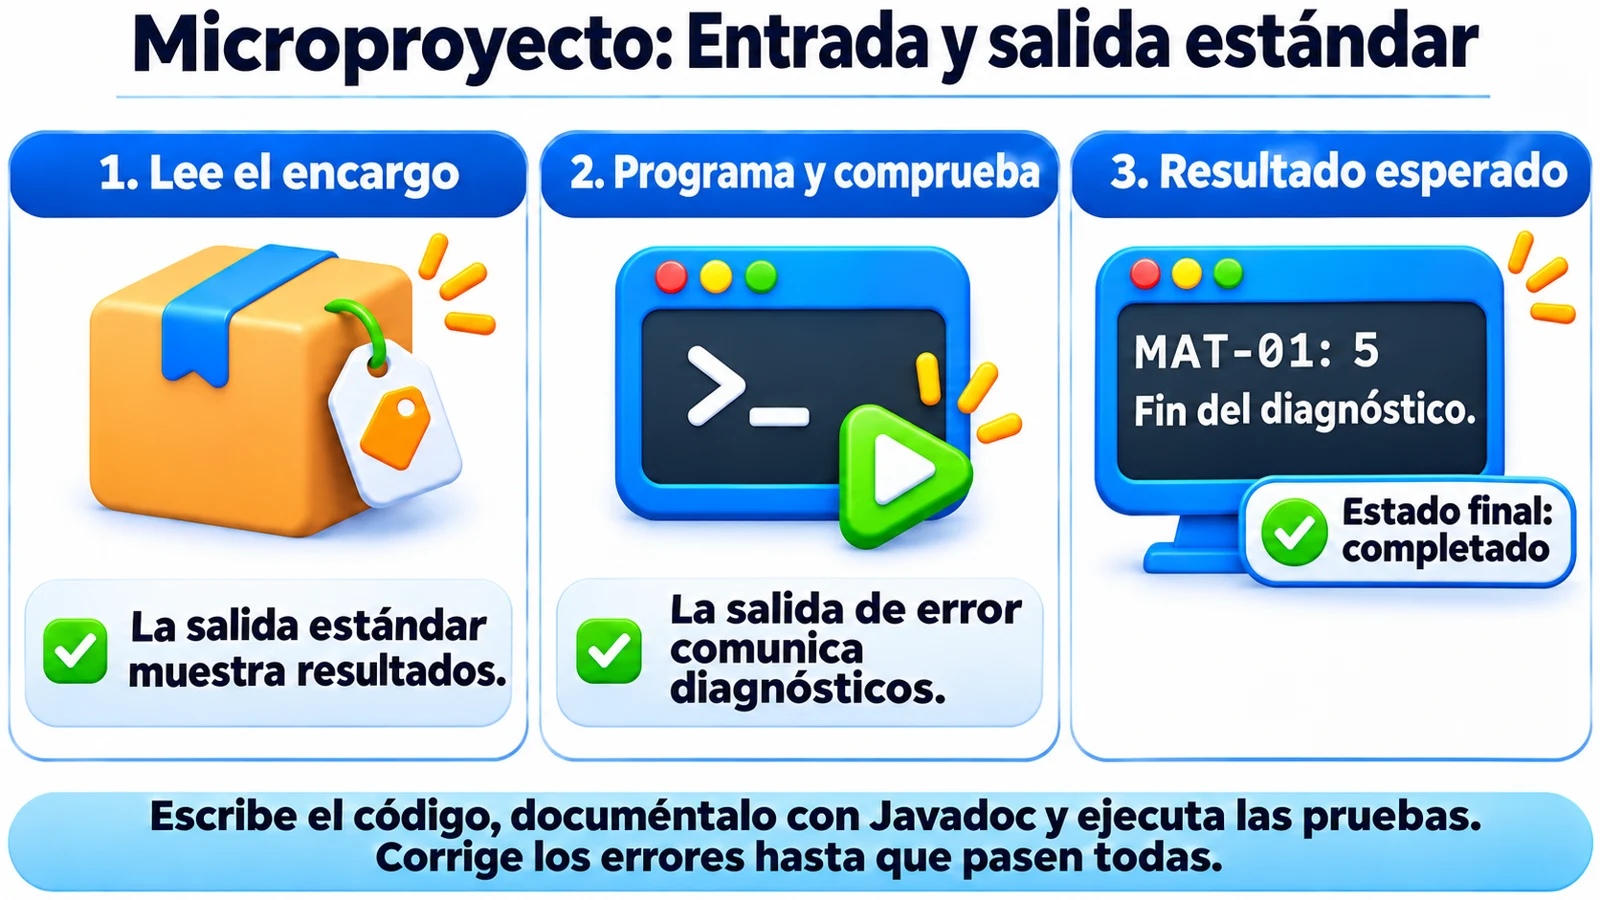 Microproyecto: Entrada y salida estándar
1. Lee el encargo
La salida estándar
muestra resultados.
2. Programa y comprueba
>_
La salida de error
comunica
diagnósticos.
3. Resultado esperado
MAT-01: 5
Fin del diagnóstico.
Estado final:
completado
Escribe el código, documéntalo con Javadoc y ejecuta las pruebas.
Corrige los errores hasta que pasen todas.